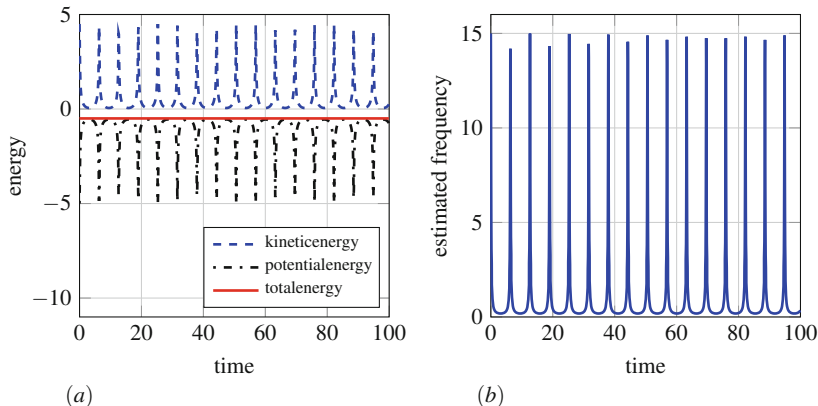 5
0
−5
−10
energy
kineticenergy
potentialenergy
totalenergy
0 20 40 60 80 100
time
(a)
15
10
5
0
estimated frequency
0 20 40 60 80 100
time
(b)